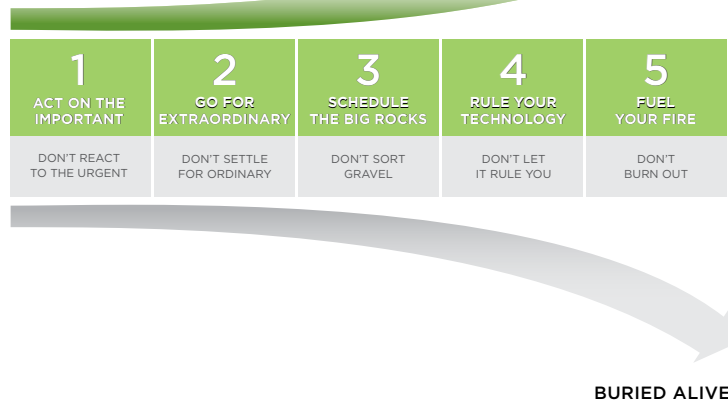 1
ACT ON THE
IMPORTANT
DON'T REACT
TO THE URGENT
2
GO FOR
EXTRAORDINARY
DON'T SETTLE
FOR ORDINARY
3
SCHEDULE
THE BIG ROCKS
DON'T SORT
GRAVEL
4
RULE YOUR
TECHNOLOGY
DON'T LET
IT RULE YOU
5
FUEL
YOUR FIRE
DON'T
BURN OUT
BURIED ALIVE